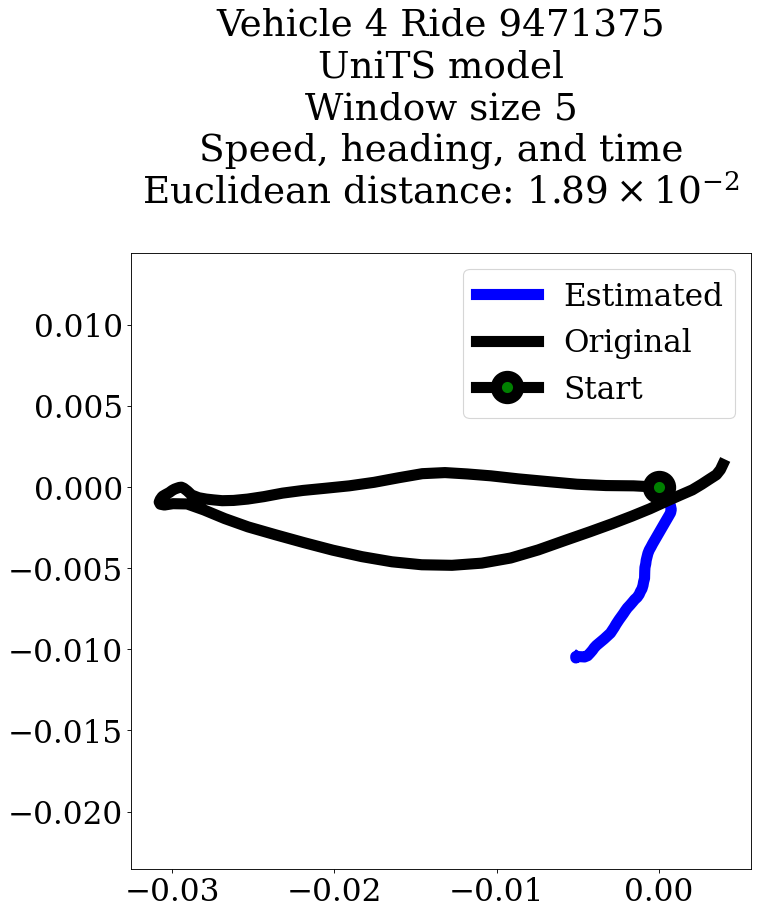 Vehicle 4 Ride 9471375
UniTS model
Window size 5
Speed, heading, and time
Euclidean distance: 1.89 × 10⁻²
Estimated
Original
Start
0.010
0.005
0.000
−0.005
−0.010
−0.015
−0.020
−0.03 −0.02 −0.01 0.00